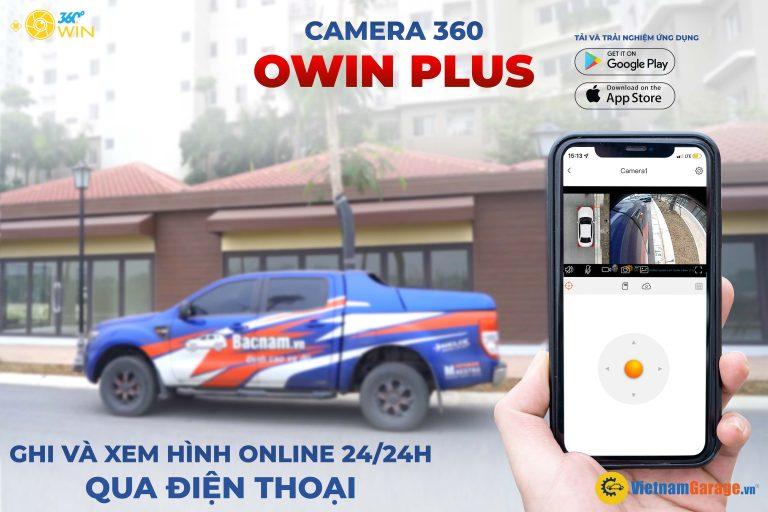 360°
WIN
CAMERA 360
OWIN PLUS
TẢI VÀ TRẢI NGHIỆM ỨNG DỤNG
GET IT ON
Google Play
Download on the
App Store
15:13
LTE
Camera1
Bacnam.vn
GHI VÀ XEM HÌNH ONLINE 24/24H
QUA ĐIỆN THOẠI
VietnamGarage.vn